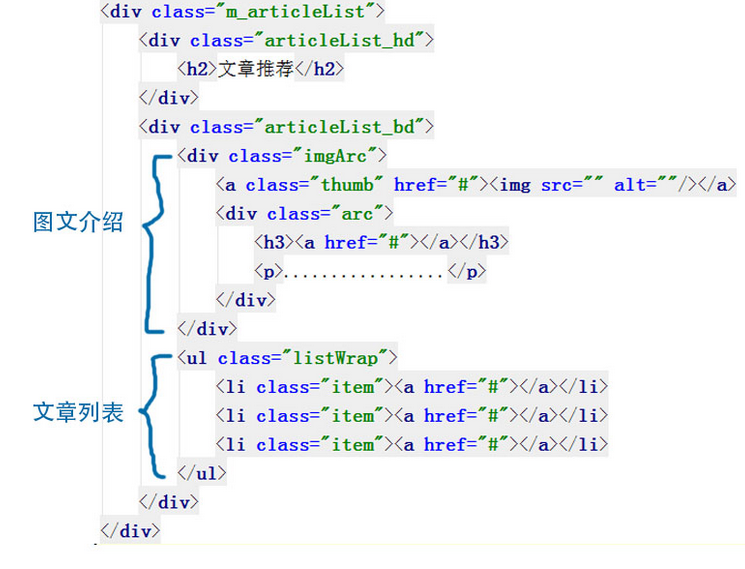 <div class="m_articleList">
<div class="articleList_hd">
<h2>文章推荐</h2>
</div>
<div class="articleList_bd">
<div class="imgArc">
<a class="thumb" href="#"><img src="" alt=""/></a>
图文介绍
<div class="arc">
<h3><a href="#"></a></h3>
<p>.................</p>
</div>
</div>
<ul class="listWrap">
<li class="item"><a href="#"></a></li>
文章列表
<li class="item"><a href="#"></a></li>
<li class="item"><a href="#"></a></li>
</ul>
</div>
</div>